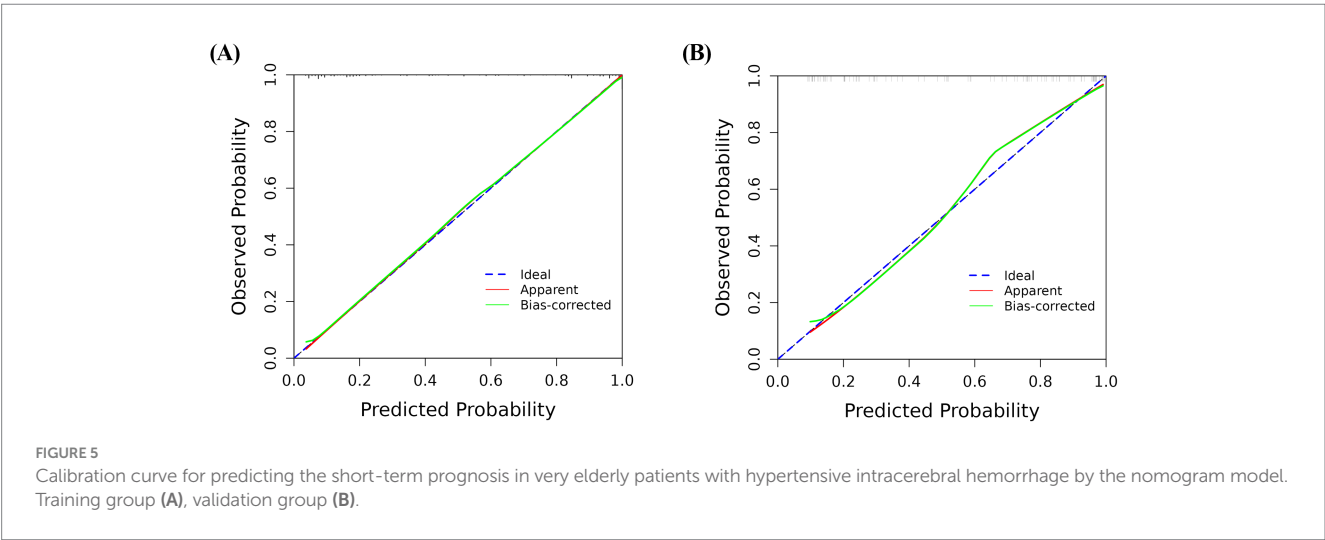 (A)
Observed Probability
1.0
0.8
0.6
0.4
0.2
0.0
Ideal
Apparent
Bias-corrected
0.0 0.2 0.4 0.6 0.8 1.0
Predicted Probability
(B)
Observed Probability
1.0
0.8
0.6
0.4
0.2
0.0
Ideal
Apparent
Bias-corrected
0.0 0.2 0.4 0.6 0.8 1.0
Predicted Probability
FIGURE 5
Calibration curve for predicting the short-term prognosis in very elderly patients with hypertensive intracerebral hemorrhage by the nomogram model.
Training group (A), validation group (B).